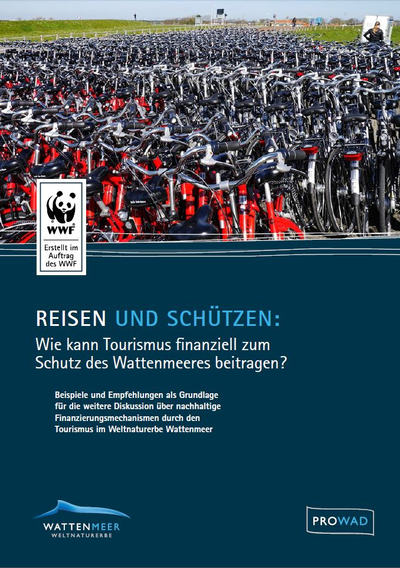 WWF
Erstellt im
Auftrag
des WWF
REISEN UND SCHÜTZEN:
Wie kann Tourismus finanziell zum
Schutz des Wattenmeeres beitragen?
Beispiele und Empfehlungen als Grundlage
für die weitere Diskussion über nachhaltige
Finanzierungsmechanismen durch den
Tourismus im Weltnaturerbe Wattenmeer
WATTENMEER
WELTNATURERBE
PROWAD